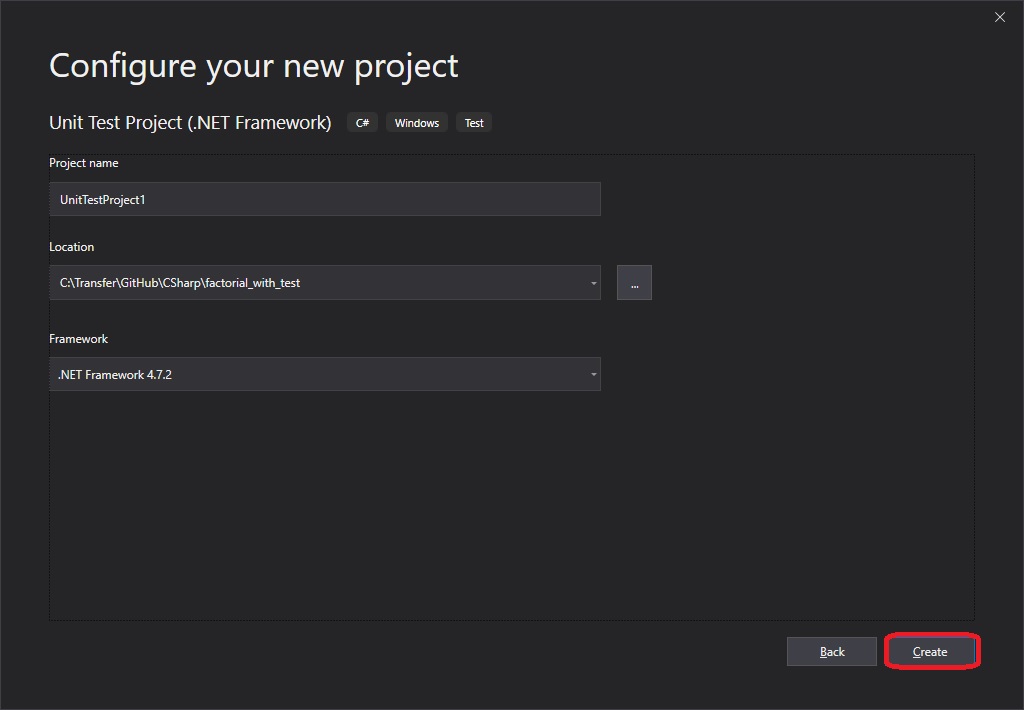 Configure your new project
Unit Test Project (.NET Framework) C# Windows Test
Project name
UnitTestProject1
Location
C:\Transfer\GitHub\CSharp\factorial_with_test
...
Framework
.NET Framework 4.7.2
Back Create